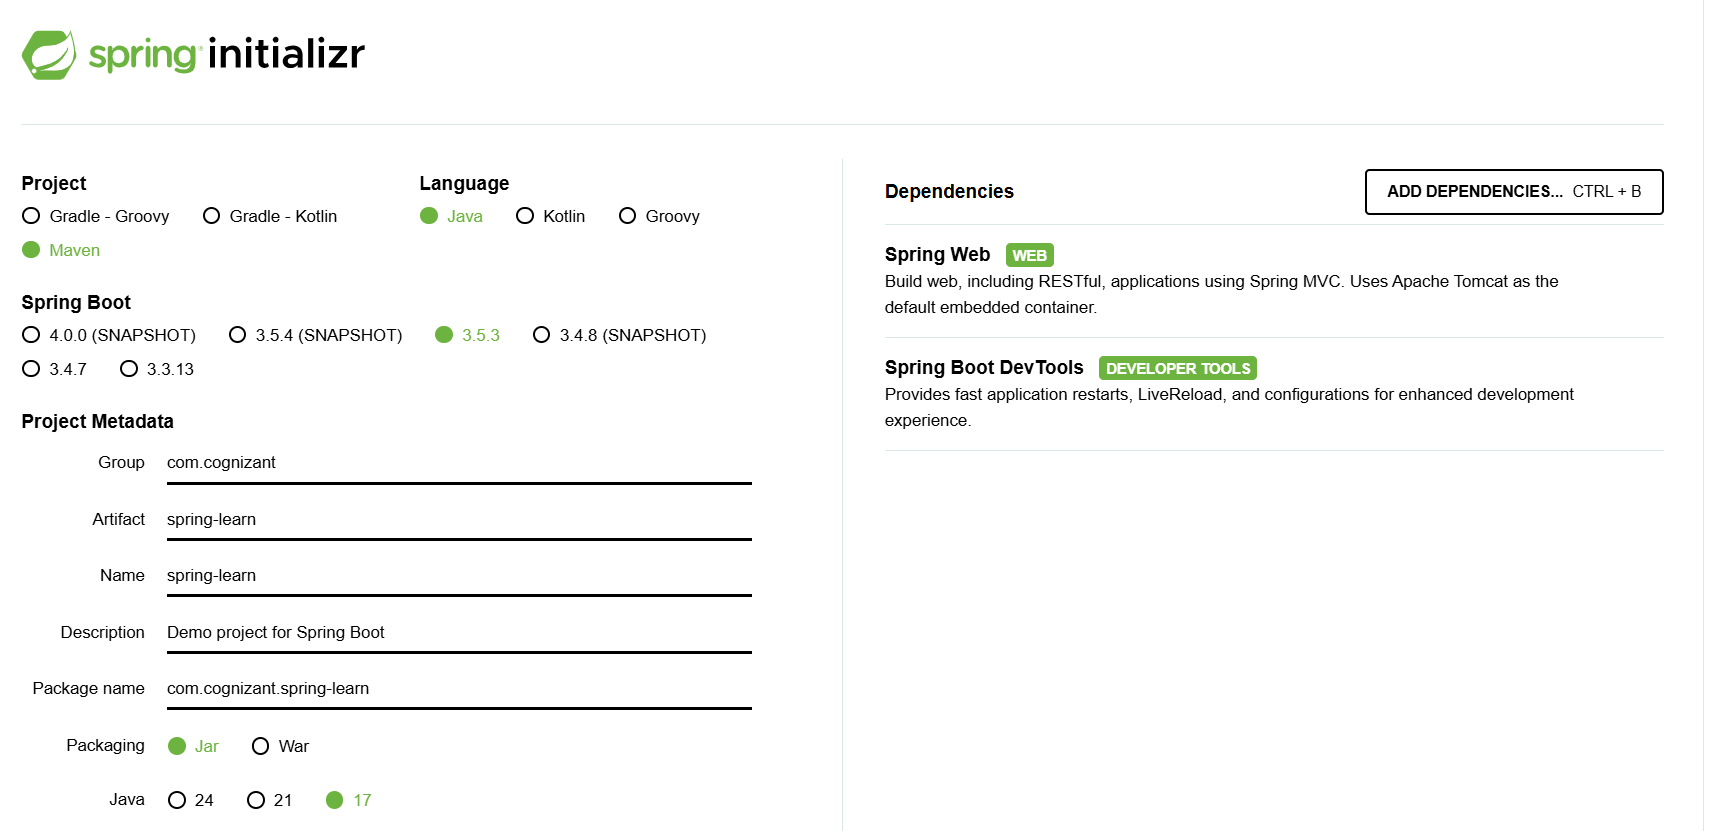 spring initializr
Project
Gradle - Groovy Gradle - Kotlin
Maven
Language
Java Kotlin Groovy
Spring Boot
4.0.0 (SNAPSHOT) 3.5.4 (SNAPSHOT) 3.5.3 3.4.8 (SNAPSHOT)
3.4.7 3.3.13
Project Metadata
Group com.cognizant
Artifact spring-learn
Name spring-learn
Description Demo project for Spring Boot
Package name com.cognizant.spring-learn
Packaging Jar War
Java 24 21 17
Dependencies
ADD DEPENDENCIES... CTRL + B
Spring Web WEB
Build web, including RESTful, applications using Spring MVC. Uses Apache Tomcat as the
default embedded container.
Spring Boot DevTools DEVELOPER TOOLS
Provides fast application restarts, LiveReload, and configurations for enhanced development
experience.